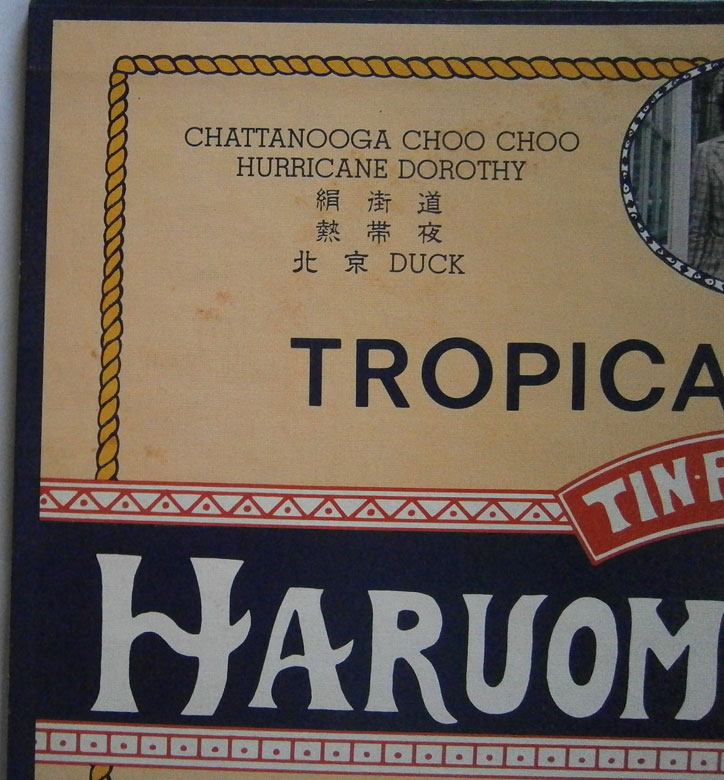 CHATTANOOGA CHOO CHOO
HURRICANE DOROTHY
絹街道
熱帯夜
北京 DUCK
TROPICA
TIN·P
HARUOM